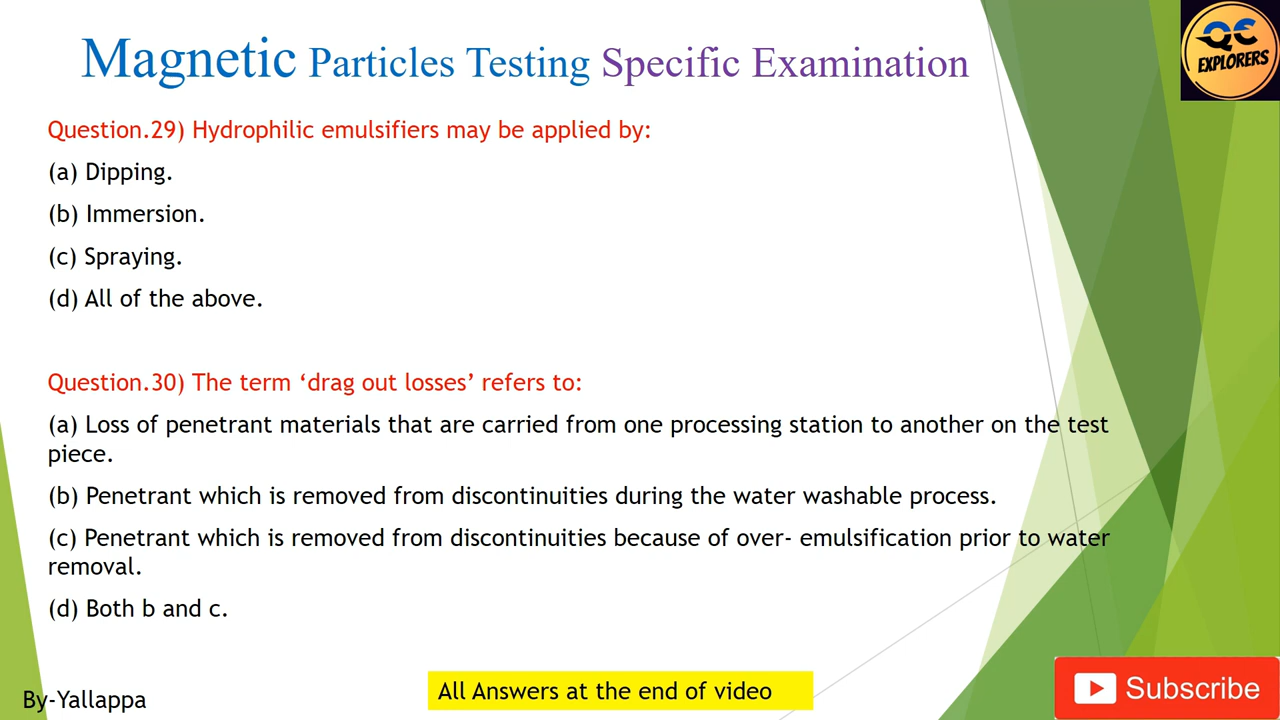 Magnetic Particles Testing Specific Examination
QC
EXPLORERS
Question.29) Hydrophilic emulsifiers may be applied by:
(a) Dipping.
(b) Immersion.
(c) Spraying.
(d) All of the above.
Question.30) The term ‘drag out losses’ refers to:
(a) Loss of penetrant materials that are carried from one processing station to another on the test
piece.
(b) Penetrant which is removed from discontinuities during the water washable process.
(c) Penetrant which is removed from discontinuities because of over- emulsification prior to water
removal.
(d) Both b and c.
All Answers at the end of video
By-Yallappa
Subscribe